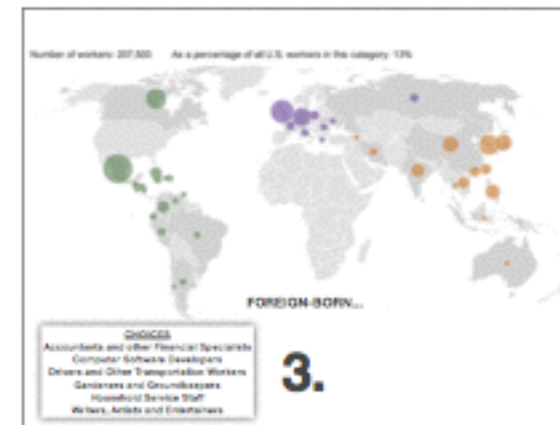 Number of workers: 207,500 As a percentage of all U.S. workers in this category: 13%
FOREIGN-BORN...
CHOICES
Accountants and other Financial Specialists
Computer Software Developers
Drivers and Other Transportation Workers
Gardeners and Groundkeepers
Household Service Staff
Writers, Artists and Entertainers
3.